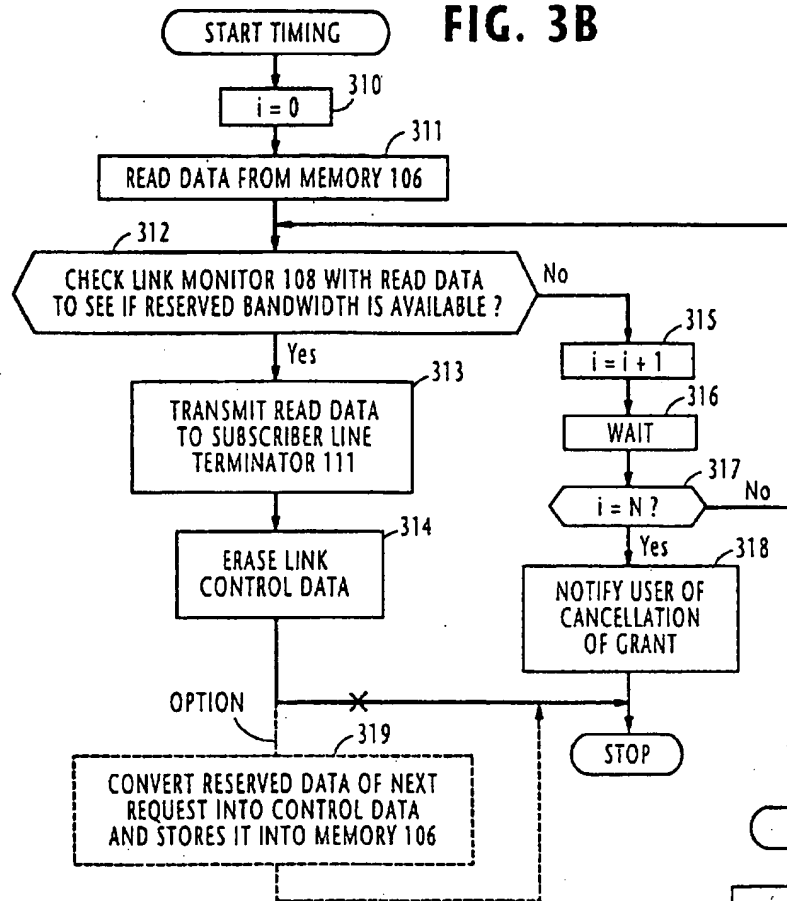 FIG. 3B
START TIMING
310
i = 0
311
READ DATA FROM MEMORY 106
312
CHECK LINK MONITOR 108 WITH READ DATA
TO SEE IF RESERVED BANDWIDTH IS AVAILABLE ?
No
Yes
313
TRANSMIT READ DATA
TO SUBSCRIBER LINE
TERMINATOR 111
314
ERASE LINK
CONTROL DATA
315
i = i + 1
316
WAIT
317
i = N ?
No
Yes
318
NOTIFY USER OF
CANCELLATION
OF GRANT
OPTION
319
CONVERT RESERVED DATA OF NEXT
REQUEST INTO CONTROL DATA
AND STORES IT INTO MEMORY 106
STOP